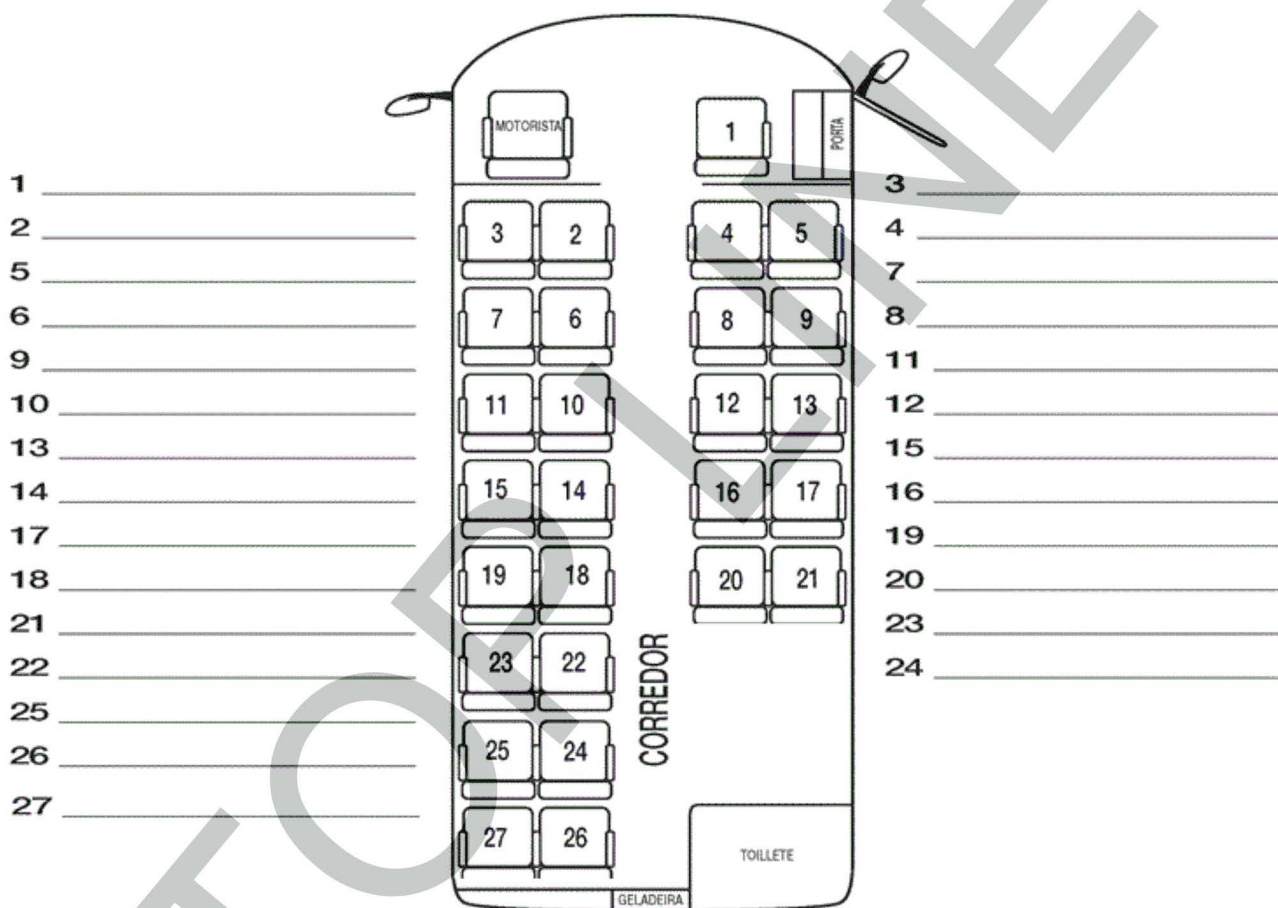 MOTORISTA 1 PORTA
1 3
2 3 2 4 5 4
5 7
6 7 6 8 9 8
9 11
10 11 10 12 13 12
13 15
14 15 14 16 17 16
17 19
18 19 18 20 21 20
21 23
22 23 22 24
25
26 25 24
CORREDOR
27
27 26
TOILLETE
GELADEIRA
TOP LINE